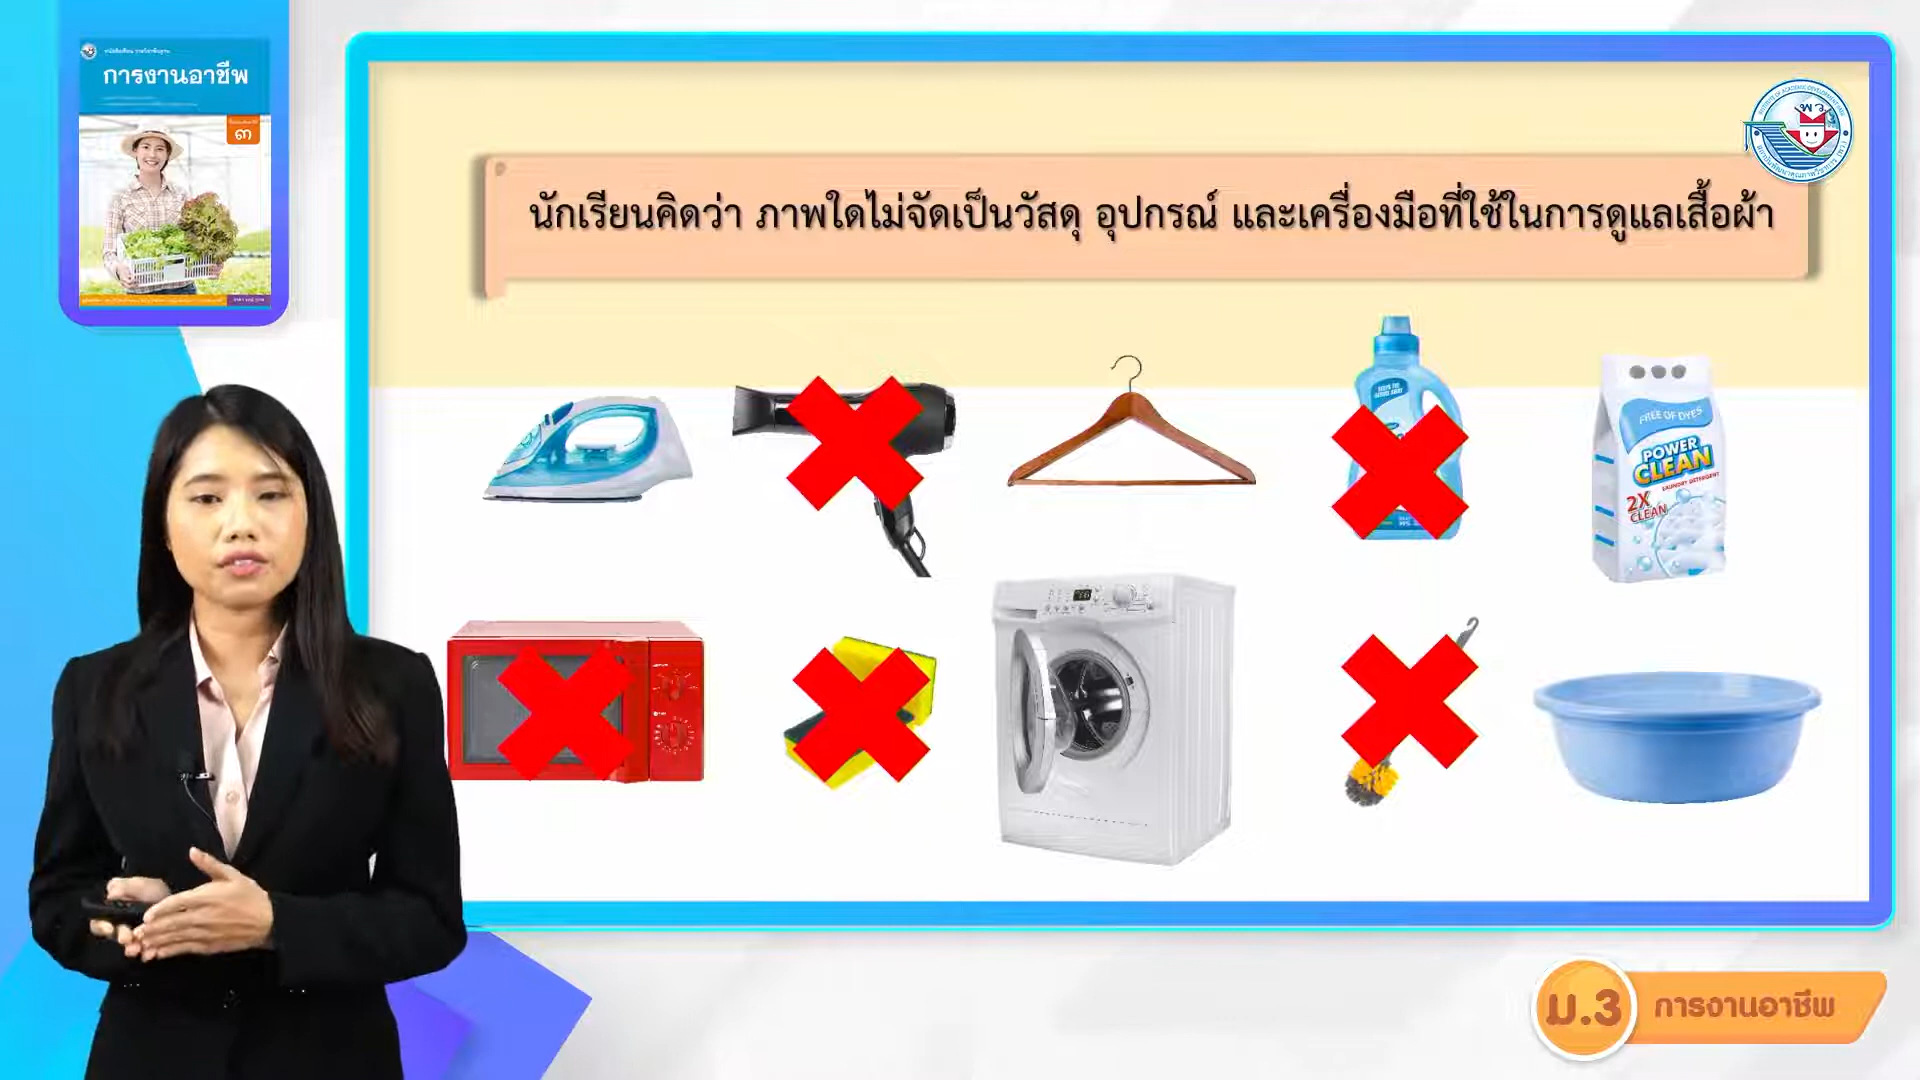 การงานอาชีพ
๓
พว
นักเรียนคิดว่า ภาพใดไม่จัดเป็นวัสดุ อุปกรณ์ และเครื่องมือที่ใช้ในการดูแลเสื้อผ้า
FREE OF DYES
POWER
CLEAN
LAUNDRY DETERGENT
2X
CLEAN
ม.3 การงานอาชีพ